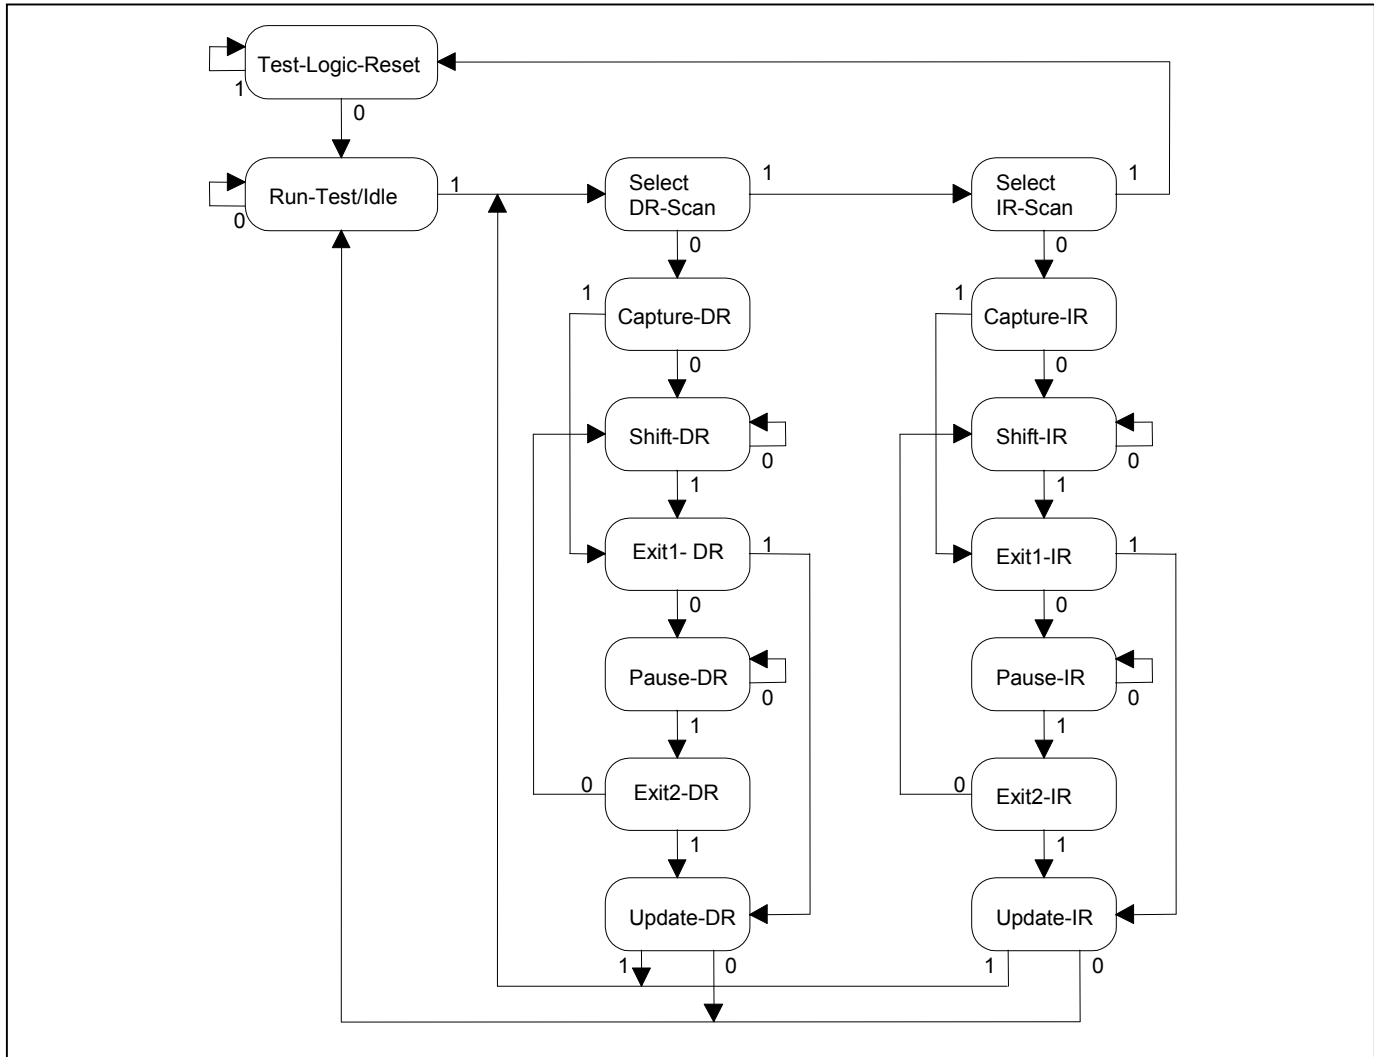 Test-Logic-Reset
1
0
Run-Test/Idle
1
0
Select
DR-Scan
1
0
Select
IR-Scan
1
0
1
Capture-DR
0
1
Capture-IR
0
Shift-DR
0
1
Shift-IR
0
1
Exit1- DR
1
0
Exit1-IR
1
0
Pause-DR
0
1
Pause-IR
0
1
0
Exit2-DR
1
0
Exit2-IR
1
Update-DR
1
0
Update-IR
1
0